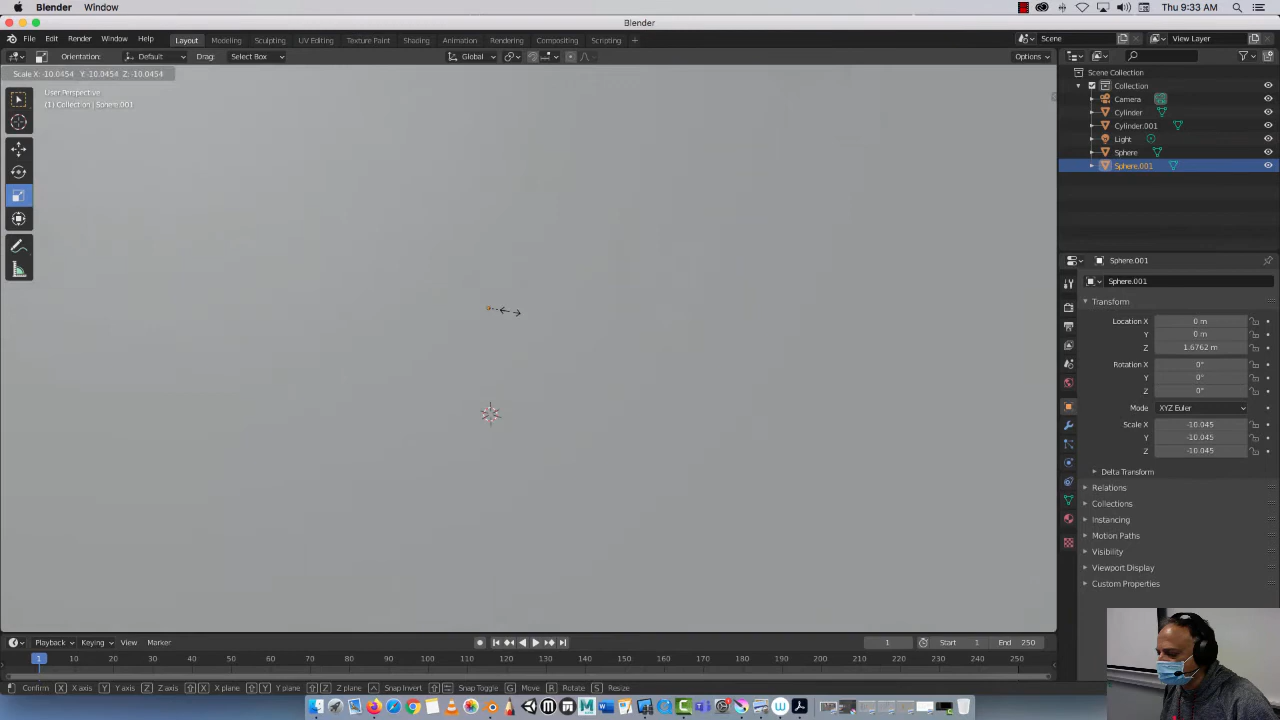 Blender Window Thu 9:33 AM
Blender
File Edit Render Window Help Layout Modeling Sculpting UV Editing Texture Paint Shading Animation Rendering Compositing Scripting + Scene View Layer
Orientation: Default Drag: Select Box Global Options
Scale X: -10.0454 Y: -10.0454 Z: -10.0454
User Perspective
(1) Collection | Sphere.001
Scene Collection
Collection
Camera
Cylinder
Cylinder.001
Light
Sphere
Sphere.001
Sphere.001
Sphere.001
Transform
Location X 0 m
Y 0 m
Z 1.6762 m
Rotation X 0°
Y 0°
Z 0°
Mode XYZ Euler
Scale X -10.045
Y -10.045
Z -10.045
Delta Transform
Relations
Collections
Instancing
Motion Paths
Visibility
Viewport Display
Custom Properties
Playback Keying View Marker 1 Start 1 End 250
1 10 20 30 40 50 60 70 80 90 100 110 120 130 140 150 160 170 180 190 200 210 220 230 240 250
Confirm X X axis Y Y axis Z Z axis X X plane Y Y plane Z Z plane Snap Invert Snap Toggle G Move R Rotate S Resize